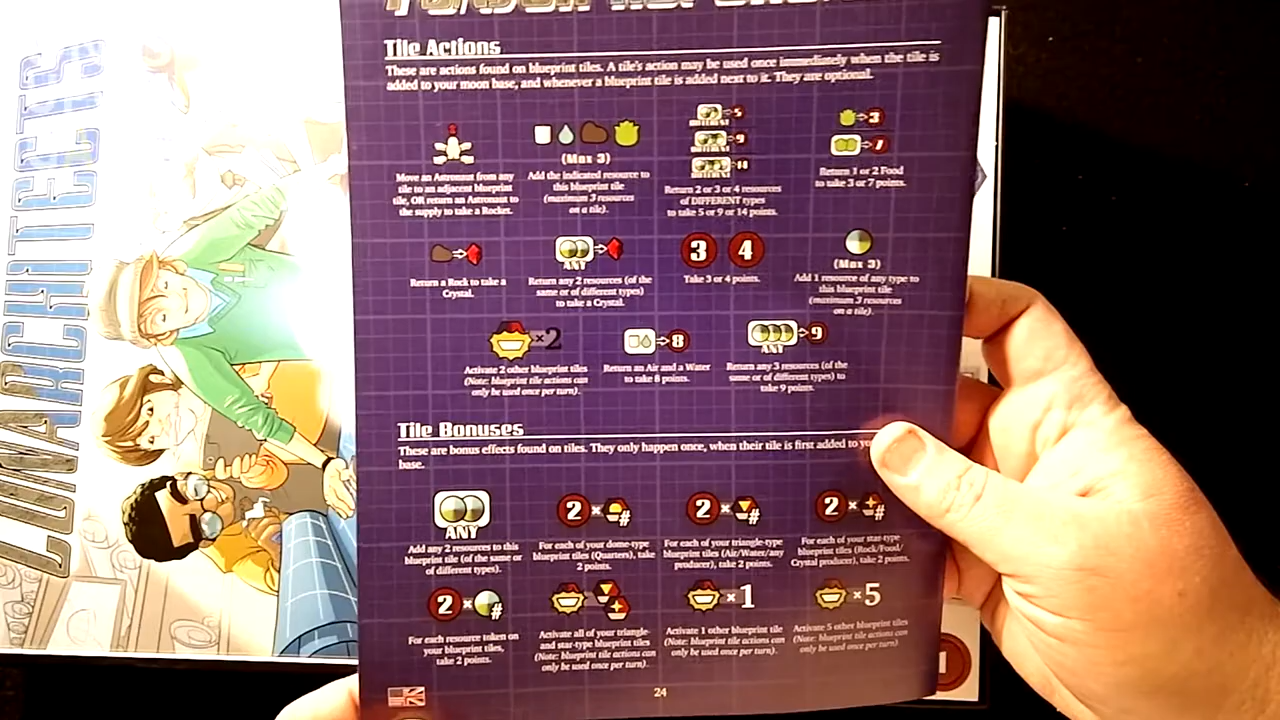 LUNARCHITECTS
Tile Actions
These are actions found on blueprint tiles. A tile's action may be used once immediately when the tile is
added to your moon base, and whenever a blueprint tile is added next to it. They are optional.
Move an Astronaut from any
tile to an adjacent blueprint
tile, OR return an Astronaut to
the supply to take a Rocket.
(Max 3)
Add the indicated resource to
this blueprint tile
(maximum 3 resources
on a tile).
5
DIFFERENT
9
DIFFERENT
14
DIFFERENT
Return 2 or 3 or 4 resources
of DIFFERENT types
to take 5 or 9 or 14 points.
3
7
Return 1 or 2 Food
to take 3 or 7 points.
Return a Rock to take a
Crystal.
ANY
Return any 2 resources (of the
same or of different types)
to take a Crystal.
3 4
Take 3 or 4 points.
(Max 3)
Add 1 resource of any type to
this blueprint tile
(maximum 3 resources
on a tile).
×2
Activate 2 other blueprint tiles
(Note: blueprint tile actions can
only be used once per turn).
8
Return an Air and a Water
to take 8 points.
9
ANY
Return any 3 resources (of the
same or of different types) to
take 9 points.
Tile Bonuses
These are bonus effects found on tiles. They only happen once, when their tile is first added to
base.
ANY
Add any 2 resources to this
blueprint tile (of the same or
of different types).
2 × #
For each of your dome-type
blueprint tiles (Quarters), take
2 points.
2 × #
For each of your triangle-type
blueprint tiles (Air/Water/any
producer), take 2 points.
2 × #
For each of your star-type
blueprint tiles (Rock/Food/
Crystal producer), take 2 points.
2 × #
For each resource token on
your blueprint tiles,
take 2 points.
Activate all of your triangle-
and star-type blueprint tiles
(Note: blueprint tile actions can
only be used once per turn).
×1
Activate 1 other blueprint tile
(Note: blueprint tile actions can
only be used once per turn).
×5
Activate 5 other blueprint tiles
(Note: blueprint tile actions can
only be used once per turn).
24
1